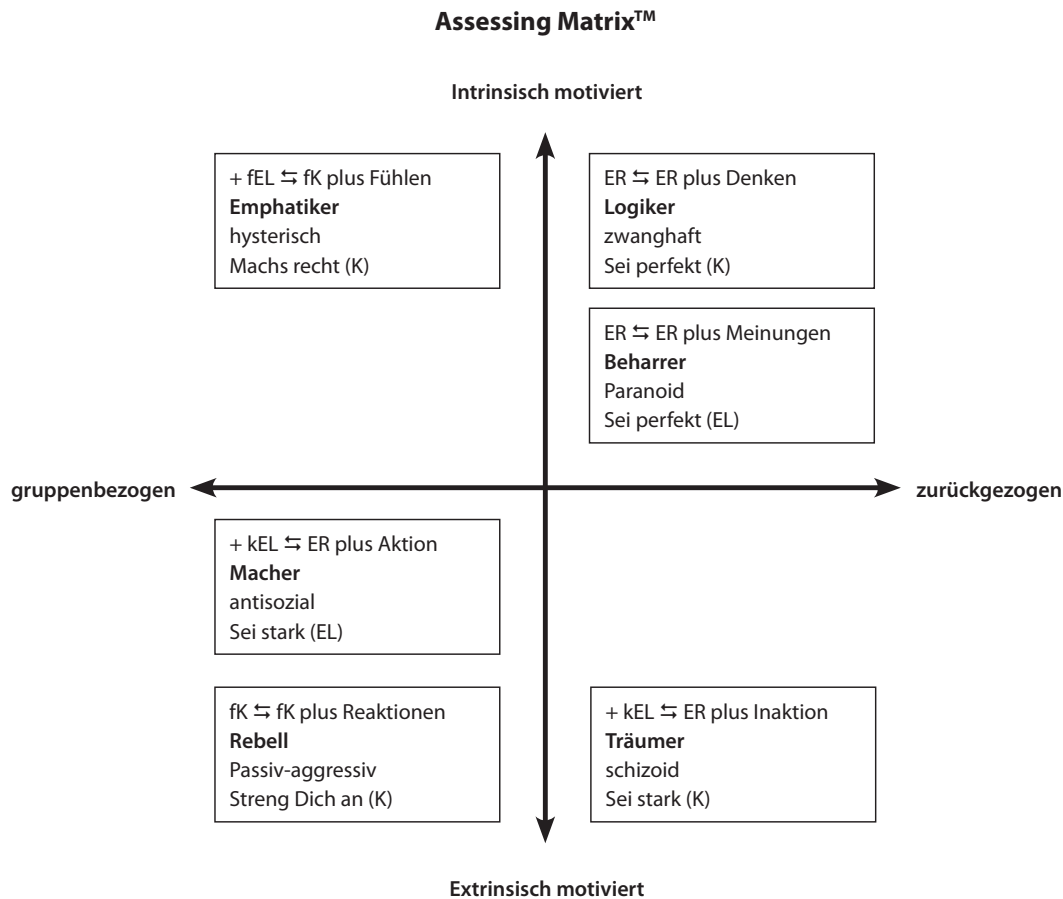 Assessing Matrix™
Intrinsisch motiviert
+ fEL ⇆ fK plus Fühlen
Emphatiker
hysterisch
Machs recht (K)
ER ⇆ ER plus Denken
Logiker
zwanghaft
Sei perfekt (K)
ER ⇆ ER plus Meinungen
Beharrer
Paranoid
Sei perfekt (EL)
gruppenbezogen
zurückgezogen
+ kEL ⇆ ER plus Aktion
Macher
antisozial
Sei stark (EL)
fK ⇆ fK plus Reaktionen
Rebell
Passiv-aggressiv
Streng Dich an (K)
+ kEL ⇆ ER plus Inaktion
Träumer
schizoid
Sei stark (K)
Extrinsisch motiviert